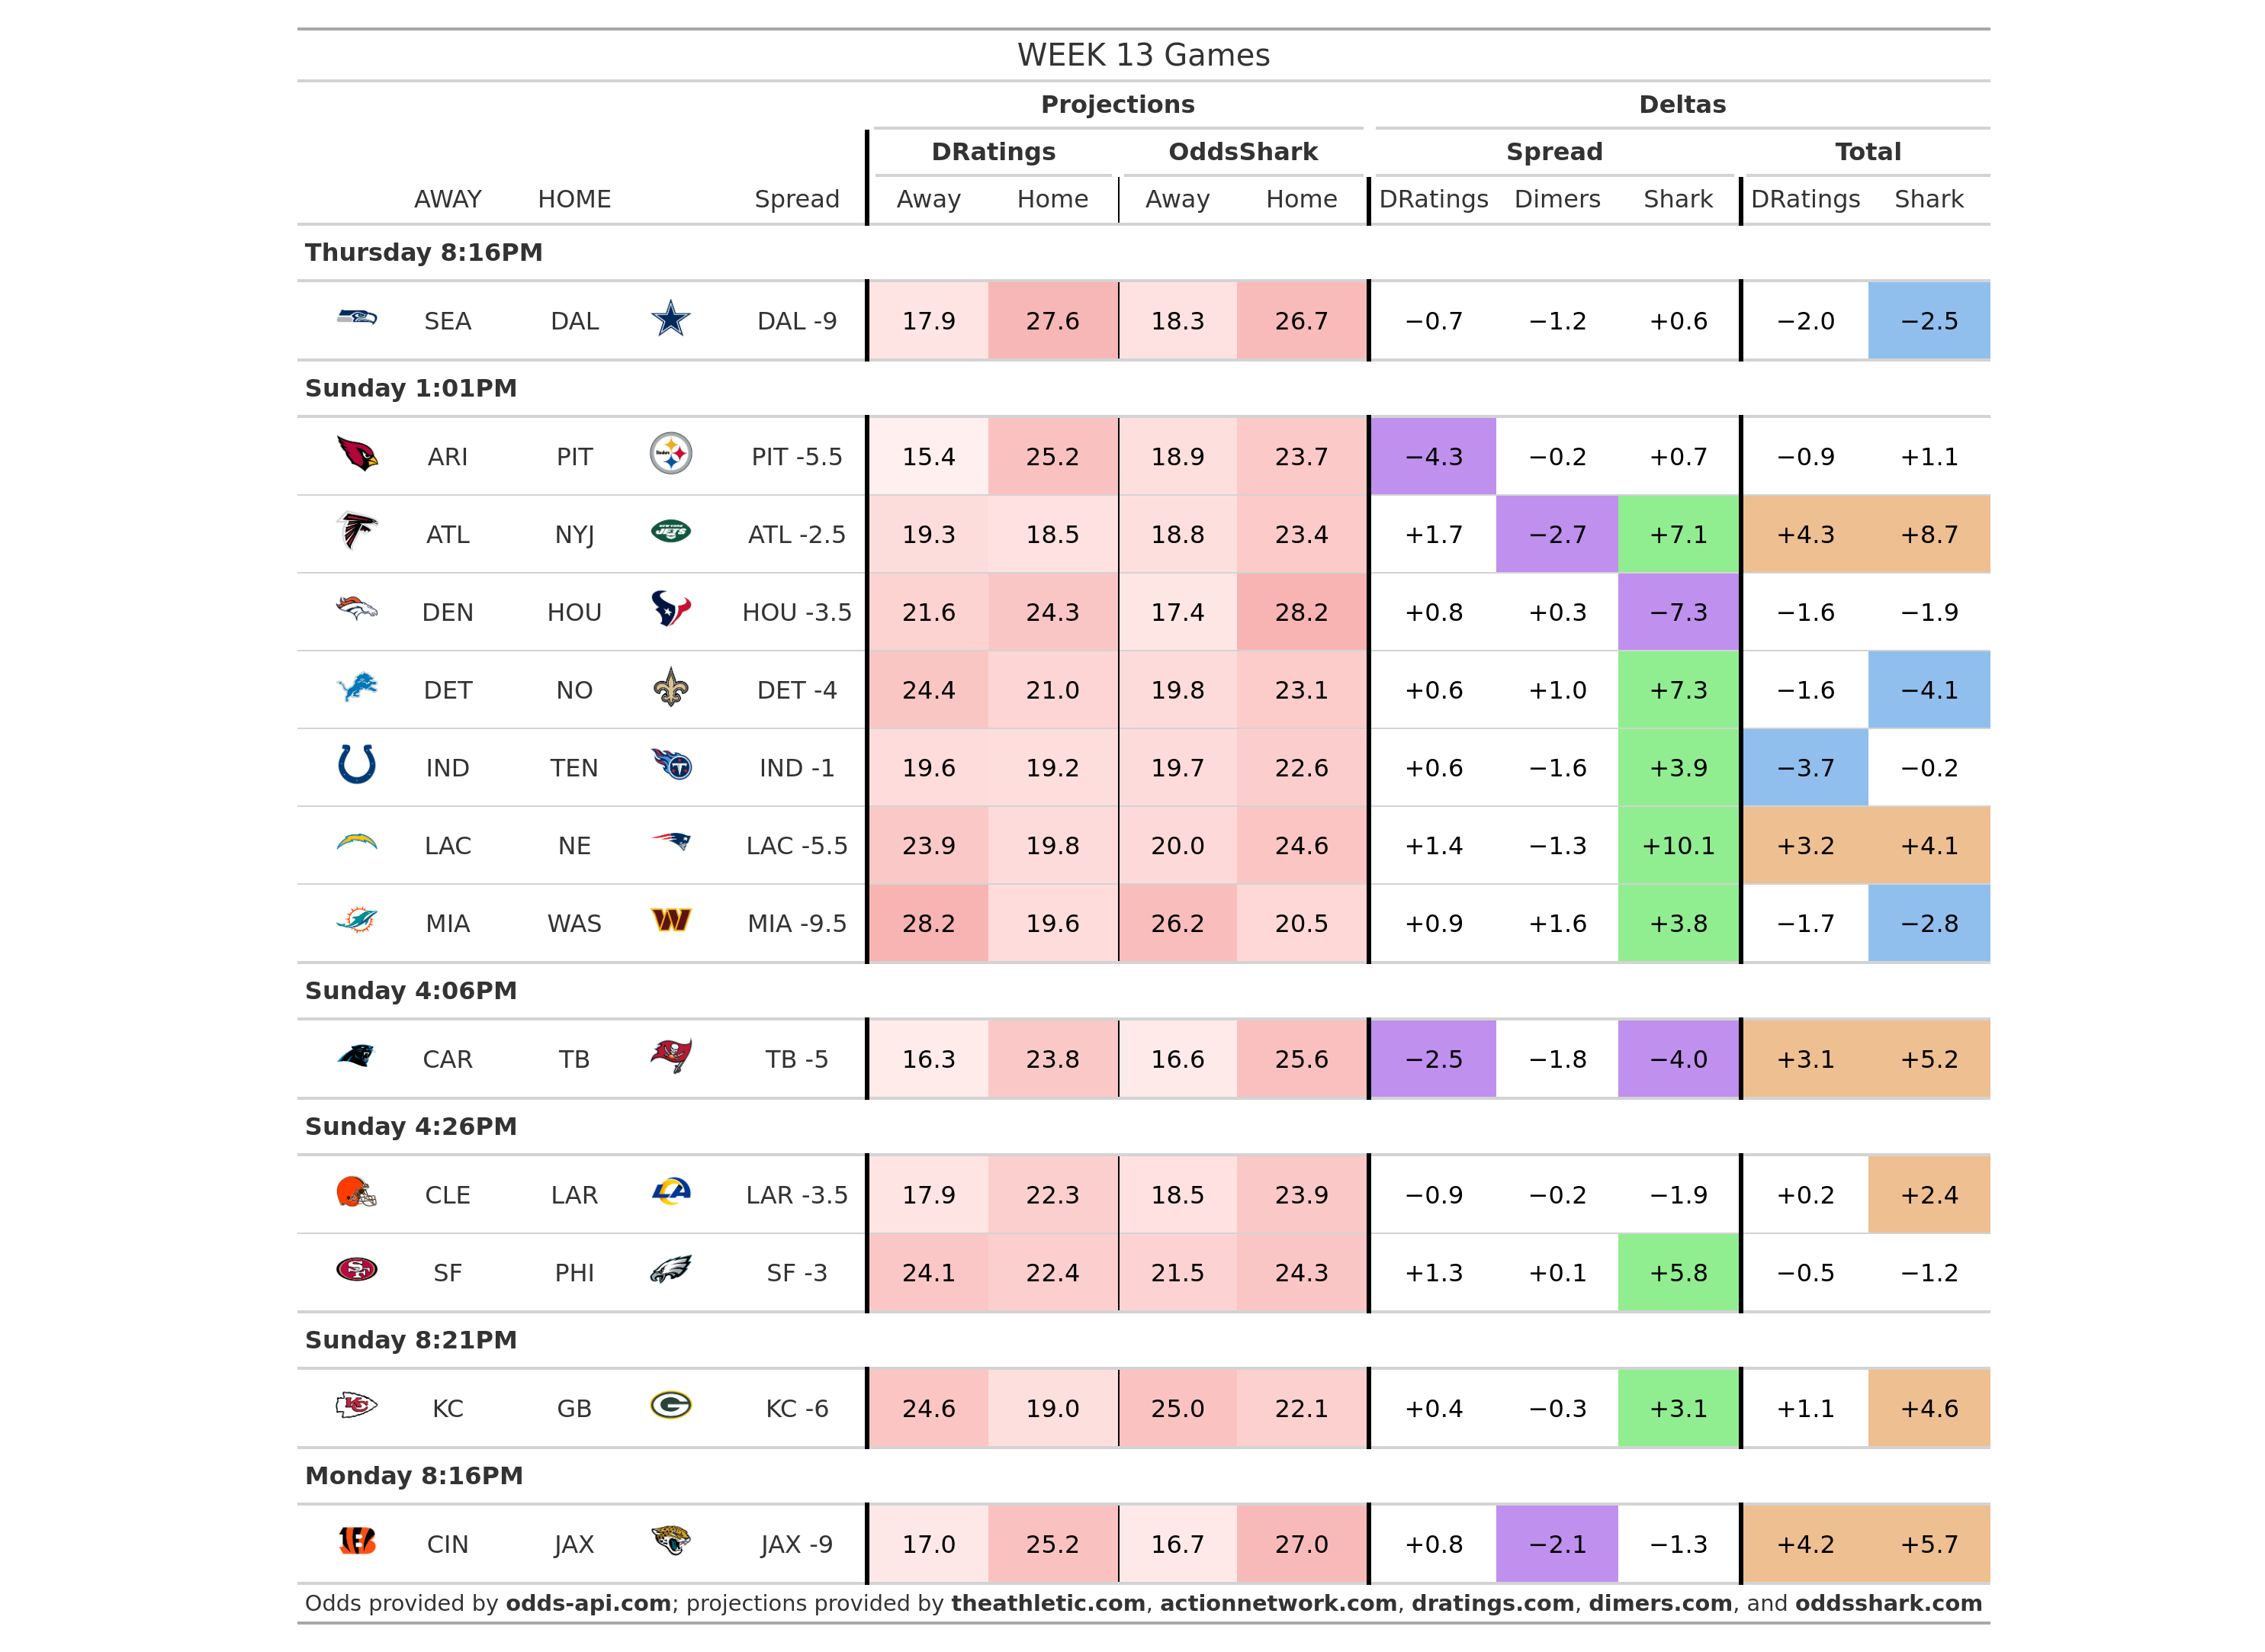 WEEK 13 Games
Projections Deltas
DRatings OddsShark Spread Total
AWAY HOME Spread Away Home Away Home DRatings Dimers Shark DRatings Shark
Thursday 8:16PM
SEA DAL DAL -9 17.9 27.6 18.3 26.7 −0.7 −1.2 +0.6 −2.0 −2.5
Sunday 1:01PM
ARI PIT PIT -5.5 15.4 25.2 18.9 23.7 −4.3 −0.2 +0.7 −0.9 +1.1
ATL NYJ ATL -2.5 19.3 18.5 18.8 23.4 +1.7 −2.7 +7.1 +4.3 +8.7
DEN HOU HOU -3.5 21.6 24.3 17.4 28.2 +0.8 +0.3 −7.3 −1.6 −1.9
DET NO DET -4 24.4 21.0 19.8 23.1 +0.6 +1.0 +7.3 −1.6 −4.1
IND TEN IND -1 19.6 19.2 19.7 22.6 +0.6 −1.6 +3.9 −3.7 −0.2
LAC NE LAC -5.5 23.9 19.8 20.0 24.6 +1.4 −1.3 +10.1 +3.2 +4.1
MIA WAS MIA -9.5 28.2 19.6 26.2 20.5 +0.9 +1.6 +3.8 −1.7 −2.8
Sunday 4:06PM
CAR TB TB -5 16.3 23.8 16.6 25.6 −2.5 −1.8 −4.0 +3.1 +5.2
Sunday 4:26PM
CLE LAR LAR -3.5 17.9 22.3 18.5 23.9 −0.9 −0.2 −1.9 +0.2 +2.4
SF PHI SF -3 24.1 22.4 21.5 24.3 +1.3 +0.1 +5.8 −0.5 −1.2
Sunday 8:21PM
KC GB KC -6 24.6 19.0 25.0 22.1 +0.4 −0.3 +3.1 +1.1 +4.6
Monday 8:16PM
CIN JAX JAX -9 17.0 25.2 16.7 27.0 +0.8 −2.1 −1.3 +4.2 +5.7
Odds provided by odds-api.com; projections provided by theathletic.com, actionnetwork.com, dratings.com, dimers.com, and oddsshark.com